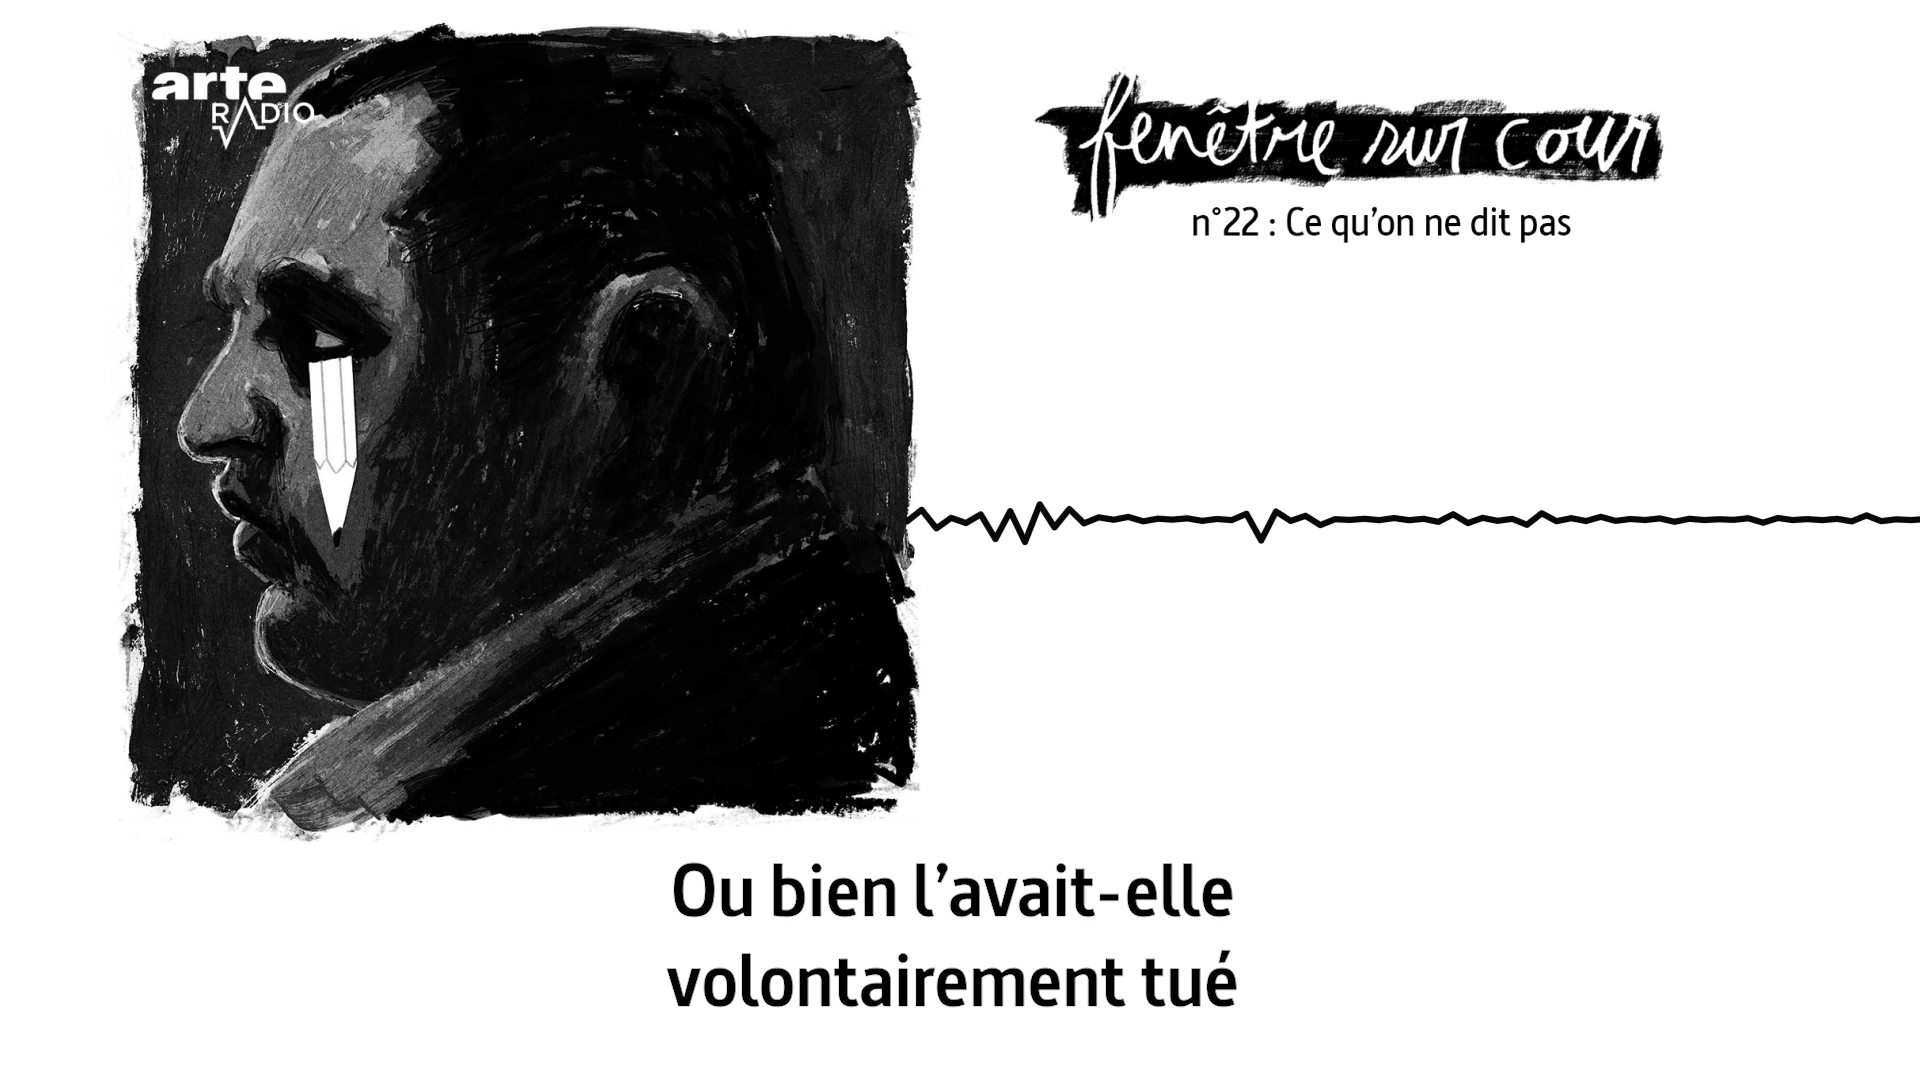 arte
RADIO
fenêtre sur cour
n°22 : Ce qu’on ne dit pas
Ou bien l’avait-elle
volontairement tué